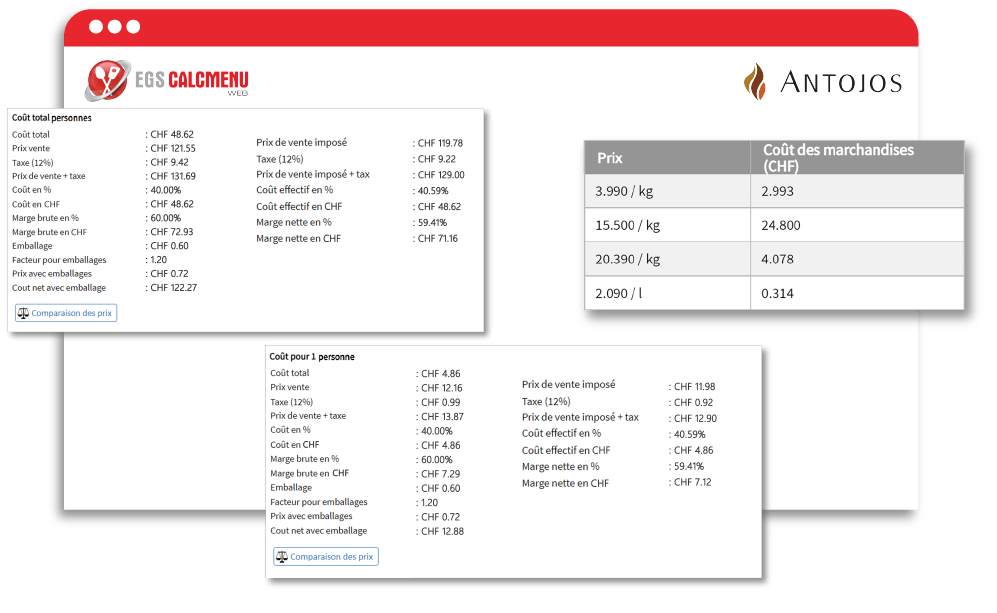 EGS CALCMENU
WEB
ANTOJOS
Coût total personnes
Coût total : CHF 48.62
Prix vente : CHF 121.55
Taxe (12%) : CHF 9.42
Prix de vente + taxe : CHF 131.69
Coût en % : 40.00%
Coût en CHF : CHF 48.62
Marge brute en % : 60.00%
Marge brute en CHF : CHF 72.93
Emballage : CHF 0.60
Facteur pour emballages : 1.20
Prix avec emballages : CHF 0.72
Cout net avec emballage : CHF 122.27
Comparaison des prix
Prix de vente imposé : CHF 119.78
Taxe (12%) : CHF 9.22
Prix de vente imposé + tax : CHF 129.00
Coût effectif en % : 40.59%
Coût effectif en CHF : CHF 48.62
Marge nette en % : 59.41%
Marge nette en CHF : CHF 71.16
Prix Coût des marchandises
(CHF)
3.990 / kg 2.993
15.500 / kg 24.800
20.390 / kg 4.078
2.090 / l 0.314
Coût pour 1 personne
Coût total : CHF 4.86
Prix vente : CHF 12.16
Taxe (12%) : CHF 0.99
Prix de vente + taxe : CHF 13.87
Coût en % : 40.00%
Coût en CHF : CHF 4.86
Marge brute en % : 60.00%
Marge brute en CHF : CHF 7.29
Emballage : CHF 0.60
Facteur pour emballages : 1.20
Prix avec emballages : CHF 0.72
Cout net avec emballage : CHF 12.88
Comparaison des prix
Prix de vente imposé : CHF 11.98
Taxe (12%) : CHF 0.92
Prix de vente imposé + tax : CHF 12.90
Coût effectif en % : 40.59%
Coût effectif en CHF : CHF 4.86
Marge nette en % : 59.41%
Marge nette en CHF : CHF 7.12